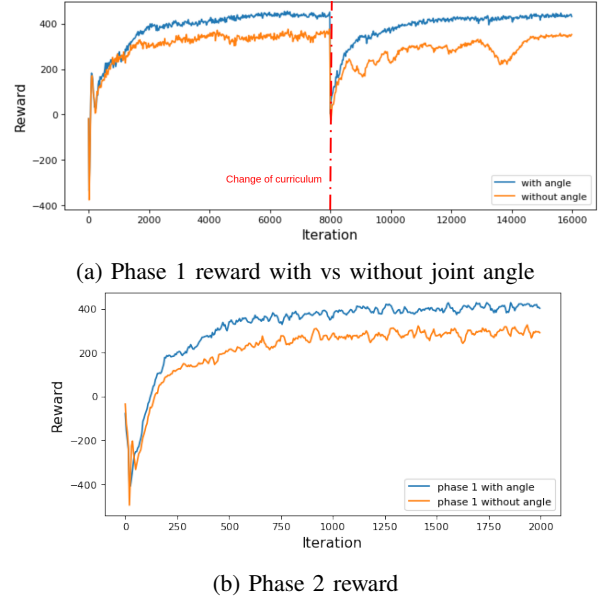 400
200
0
−200
−400
Reward
Change of curriculum
with angle
without angle
0 2000 4000 6000 8000 10000 12000 14000 16000
Iteration
(a) Phase 1 reward with vs without joint angle
400
200
0
−200
−400
Reward
phase 1 with angle
phase 1 without angle
0 250 500 750 1000 1250 1500 1750 2000
Iteration
(b) Phase 2 reward